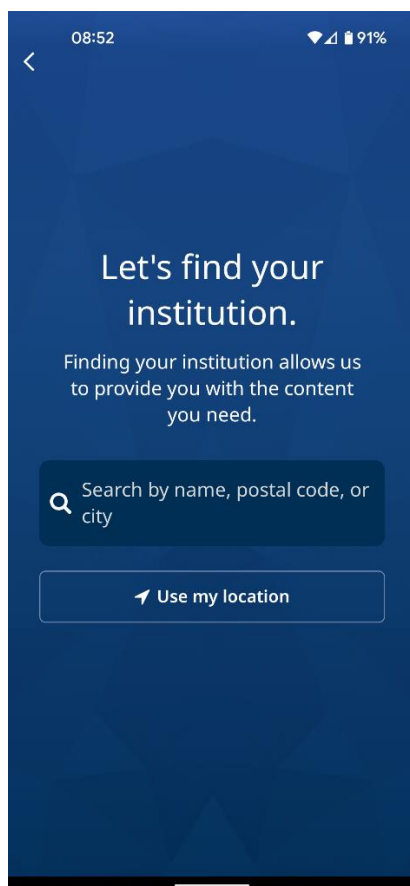 08:52
91%
Let's find your
institution.
Finding your institution allows us
to provide you with the content
you need.
Search by name, postal code, or
city
Use my location